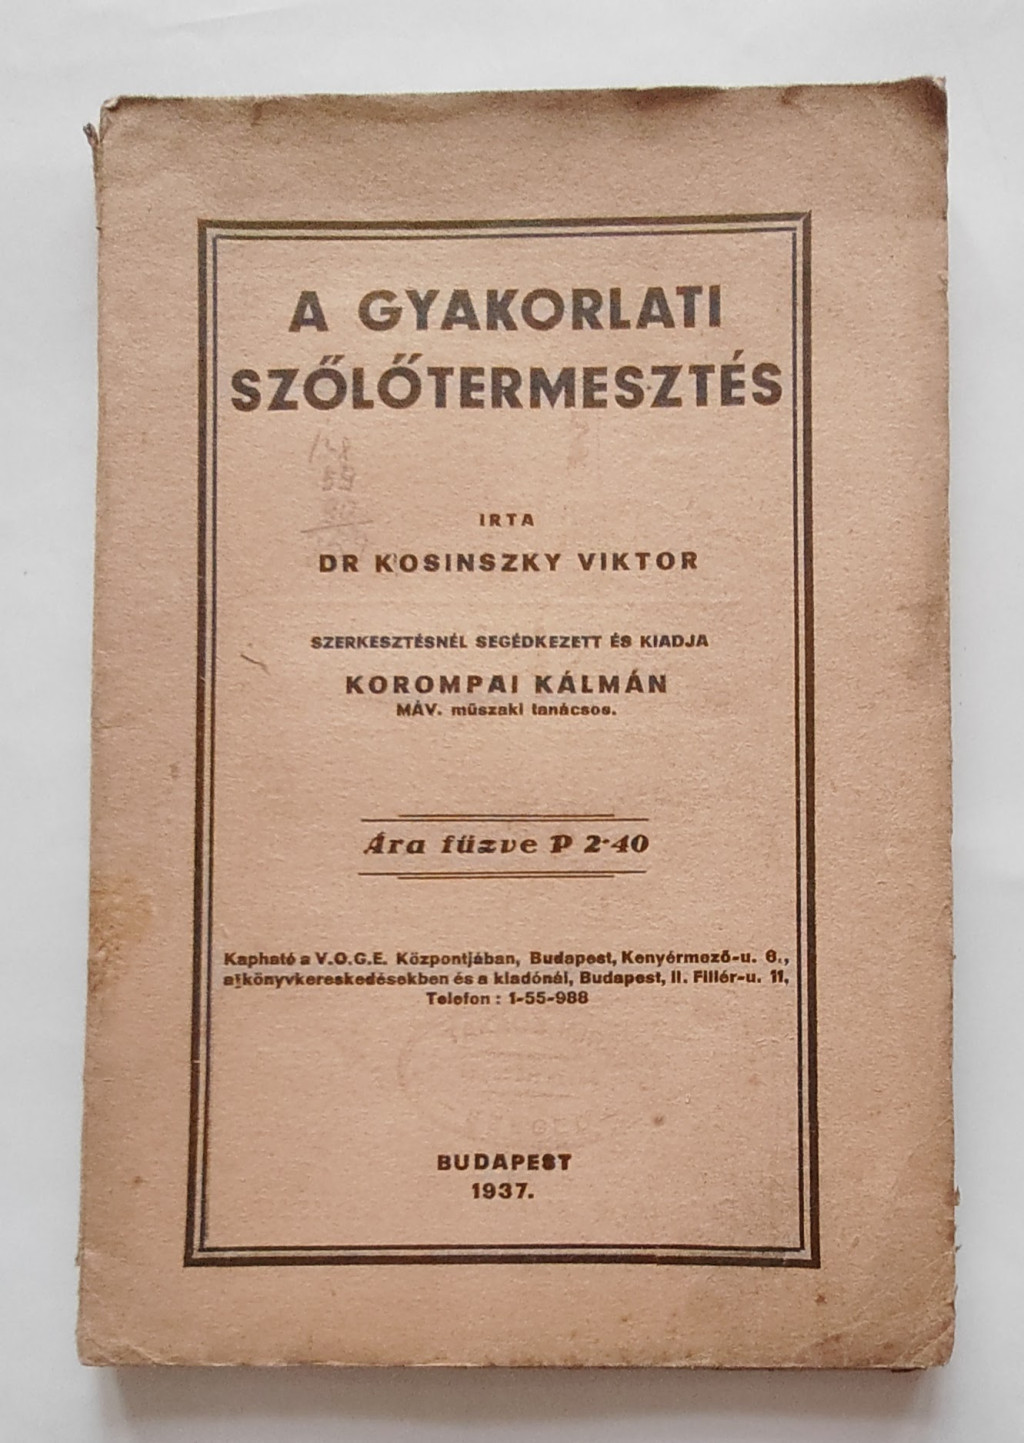 A GYAKORLATI
SZŐLŐTERMESZTÉS
IRTA
DR KOSINSZKY VIKTOR
SZERKESZTÉSNÉL SEGÉDKEZETT ÉS KIADJA
KOROMPAI KÁLMÁN
MÁV. műszaki tanácsos.
Ára fűzve P 2·40
Kapható a V.O.G.E. Központjában, Budapest, Kenyérmező-u. 6.,
a könyvkereskedésekben és a kiadónál, Budapest, II. Fillér-u. 11,
Telefon : 1-55-988
BUDAPEST
1937.